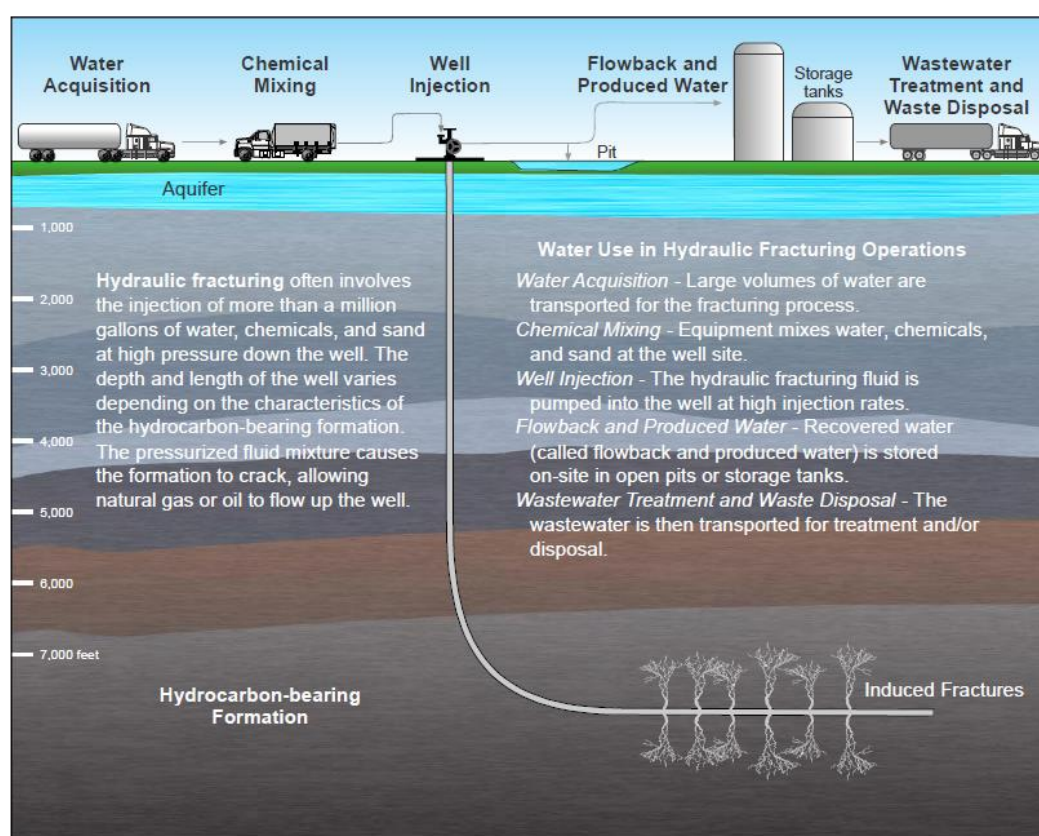 Water
Acquisition
Chemical
Mixing
Well
Injection
Flowback and
Produced Water
Storage
tanks
Wastewater
Treatment and
Waste Disposal
Pit
Aquifer
1,000
2,000
3,000
4,000
5,000
6,000
7,000 feet
Hydraulic fracturing often involves
the injection of more than a million
gallons of water, chemicals, and sand
at high pressure down the well. The
depth and length of the well varies
depending on the characteristics of
the hydrocarbon-bearing formation.
The pressurized fluid mixture causes
the formation to crack, allowing
natural gas or oil to flow up the well.
Water Use in Hydraulic Fracturing Operations
Water Acquisition - Large volumes of water are
transported for the fracturing process.
Chemical Mixing - Equipment mixes water, chemicals,
and sand at the well site.
Well Injection - The hydraulic fracturing fluid is
pumped into the well at high injection rates.
Flowback and Produced Water - Recovered water
(called flowback and produced water) is stored
on-site in open pits or storage tanks.
Wastewater Treatment and Waste Disposal - The
wastewater is then transported for treatment and/or
disposal.
Hydrocarbon-bearing
Formation
Induced Fractures